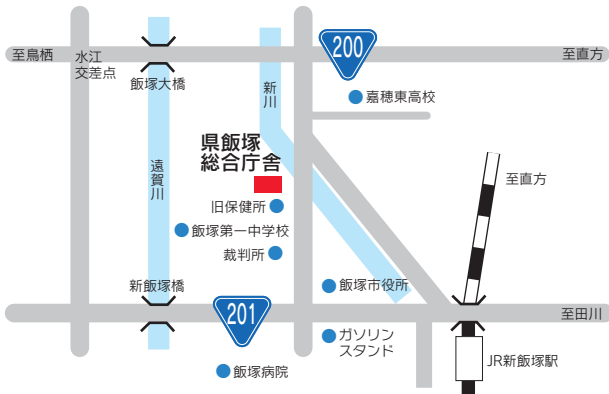 200
至鳥栖
水江
交差点
飯塚大橋
新川
至直方
嘉穂東高校
県飯塚
総合庁舎
遠賀川
至直方
旧保健所
飯塚第一中学校
裁判所
新飯塚橋
飯塚市役所
201
至田川
ガソリン
スタンド
JR新飯塚駅
飯塚病院